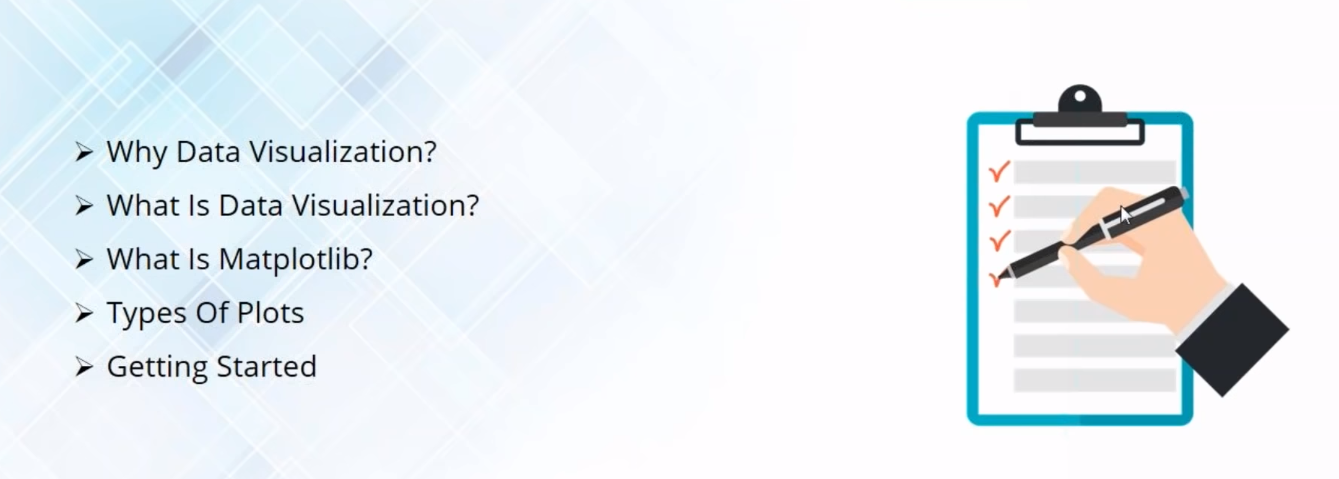 Why Data Visualization?
What Is Data Visualization?
What Is Matplotlib?
Types Of Plots
Getting Started